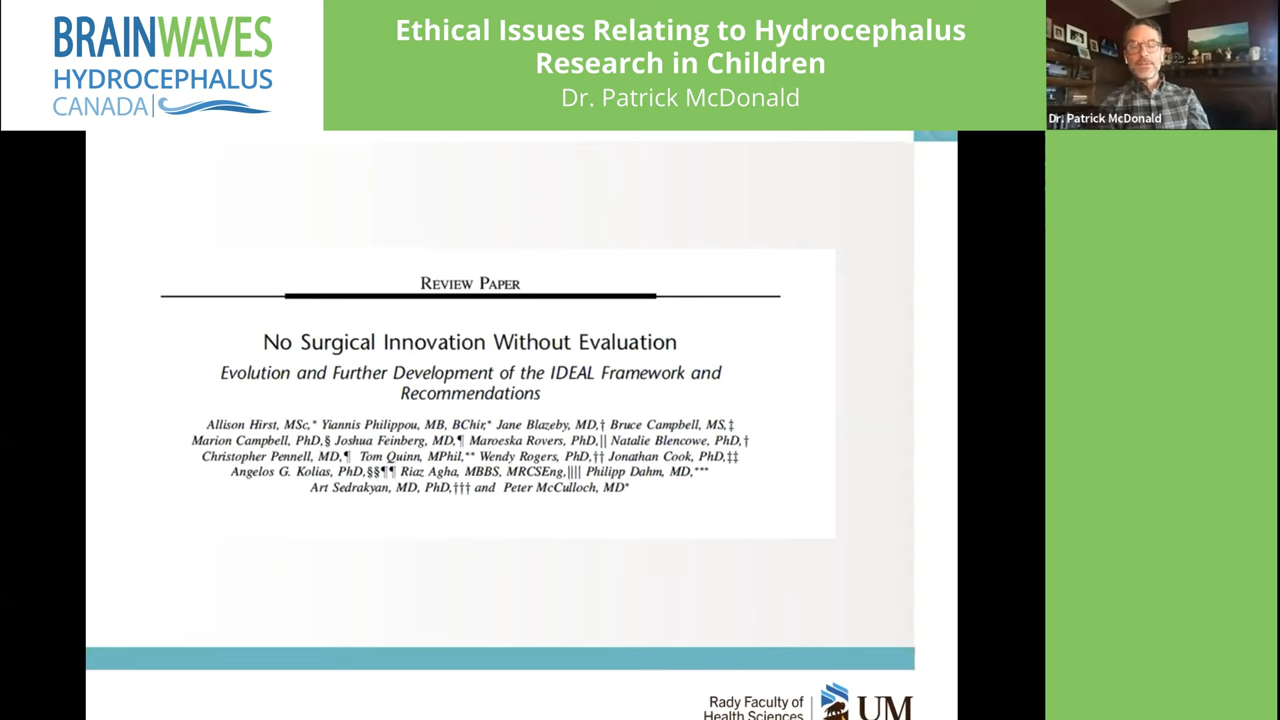 BRAINWAVES
HYDROCEPHALUS
CANADA
Ethical Issues Relating to Hydrocephalus
Research in Children
Dr. Patrick McDonald
Dr. Patrick McDonald
REVIEW PAPER
No Surgical Innovation Without Evaluation
Evolution and Further Development of the IDEAL Framework and
Recommendations
Allison Hirst, MSc,* Yiannis Philippou, MB, BChir,* Jane Blazeby, MD,† Bruce Campbell, MS,‡
Marion Campbell, PhD,§ Joshua Feinberg, MD,¶ Maroeska Rovers, PhD,|| Natalie Blencowe, PhD,†
Christopher Pennell, MD,¶ Tom Quinn, MPhil,** Wendy Rogers, PhD,†† Jonathan Cook, PhD,‡‡
Angelos G. Kolias, PhD,§§¶¶ Riaz Agha, MBBS, MRCSEng,|||| Philipp Dahm, MD,***
Art Sedrakyan, MD, PhD,††† and Peter McCulloch, MD*
Rady Faculty of
Health Sciences
UM